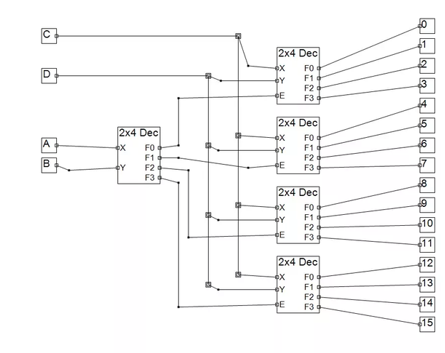 C
D
A
B
2x4 Dec
X
Y
F0
F1
F2
F3
2x4 Dec
X
Y
E
F0
F1
F2
F3
2x4 Dec
X
Y
E
F0
F1
F2
F3
2x4 Dec
X
Y
E
F0
F1
F2
F3
2x4 Dec
X
Y
E
F0
F1
F2
F3
0
1
2
3
4
5
6
7
8
9
10
11
12
13
14
15